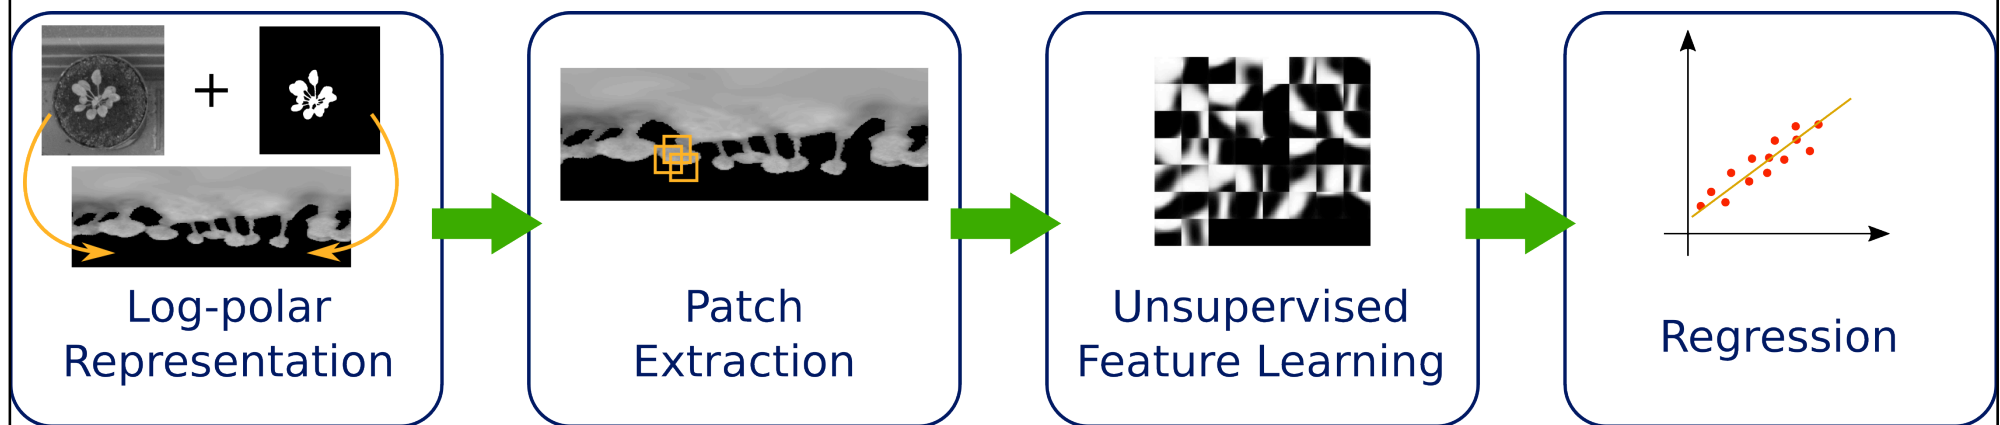 Log-polar
Representation
Patch
Extraction
Unsupervised
Feature Learning
Regression